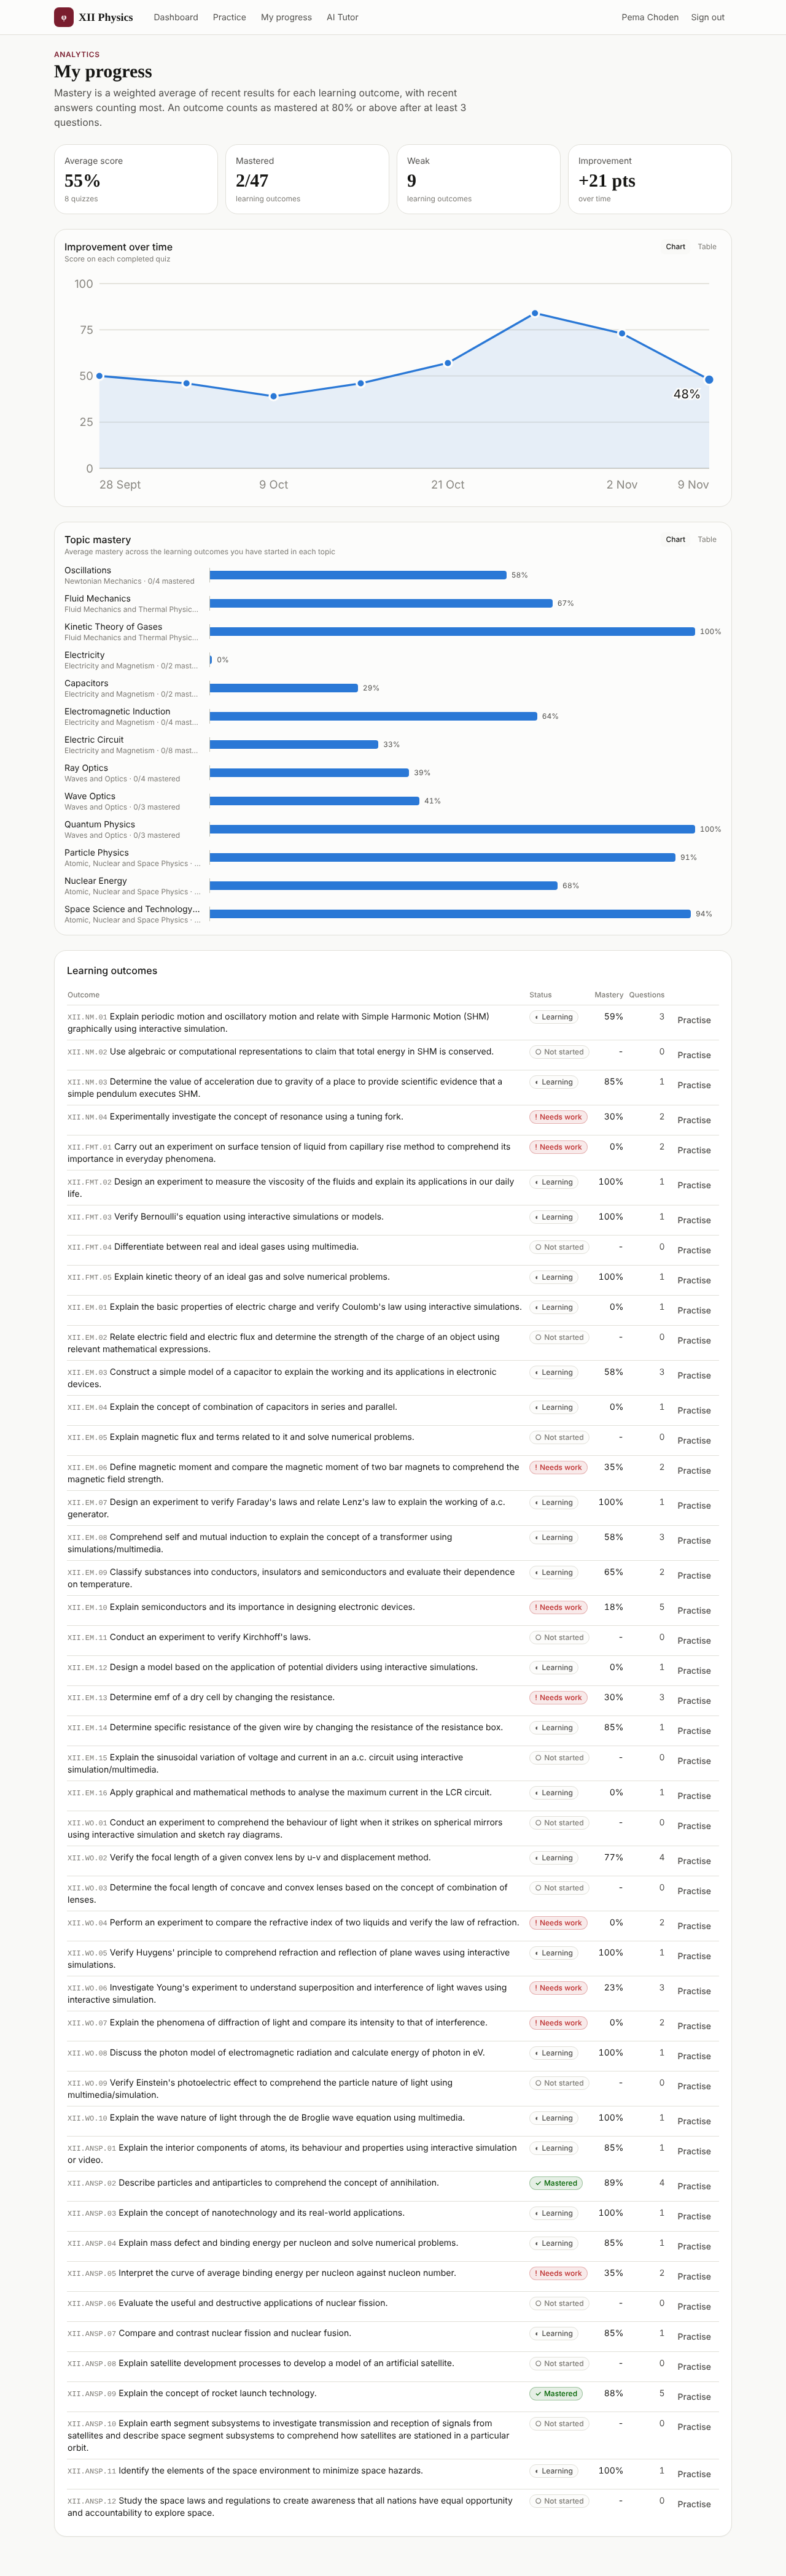 φ XII Physics Dashboard Practice My progress AI Tutor Pema Choden Sign out
ANALYTICS
My progress
Mastery is a weighted average of recent results for each learning outcome, with recent
answers counting most. An outcome counts as mastered at 80% or above after at least 3
questions.
Average score
55%
8 quizzes
Mastered
2/47
learning outcomes
Weak
9
learning outcomes
Improvement
+21 pts
over time
Improvement over time Chart Table
Score on each completed quiz
100
75
50
25
0
48%
28 Sept 9 Oct 21 Oct 2 Nov 9 Nov
Topic mastery Chart Table
Average mastery across the learning outcomes you have started in each topic
Oscillations 58%
Newtonian Mechanics · 0/4 mastered
Fluid Mechanics 67%
Fluid Mechanics and Thermal Physic...
Kinetic Theory of Gases 100%
Fluid Mechanics and Thermal Physic...
Electricity 0%
Electricity and Magnetism · 0/2 mast...
Capacitors 29%
Electricity and Magnetism · 0/2 mast...
Electromagnetic Induction 64%
Electricity and Magnetism · 0/4 mast...
Electric Circuit 33%
Electricity and Magnetism · 0/8 mast...
Ray Optics 39%
Waves and Optics · 0/4 mastered
Wave Optics 41%
Waves and Optics · 0/3 mastered
Quantum Physics 100%
Waves and Optics · 0/3 mastered
Particle Physics 91%
Atomic, Nuclear and Space Physics · ...
Nuclear Energy 68%
Atomic, Nuclear and Space Physics · ...
Space Science and Technology... 94%
Atomic, Nuclear and Space Physics · ...
Learning outcomes
Outcome Status Mastery Questions
XII.NM.01 Explain periodic motion and oscillatory motion and relate with Simple Harmonic Motion (SHM) Learning 59% 3 Practise
graphically using interactive simulation.
XII.NM.02 Use algebraic or computational representations to claim that total energy in SHM is conserved. Not started - 0 Practise
XII.NM.03 Determine the value of acceleration due to gravity of a place to provide scientific evidence that a Learning 85% 1 Practise
simple pendulum executes SHM.
XII.NM.04 Experimentally investigate the concept of resonance using a tuning fork. ! Needs work 30% 2 Practise
XII.FMT.01 Carry out an experiment on surface tension of liquid from capillary rise method to comprehend its ! Needs work 0% 2 Practise
importance in everyday phenomena.
XII.FMT.02 Design an experiment to measure the viscosity of the fluids and explain its applications in our daily Learning 100% 1 Practise
life.
XII.FMT.03 Verify Bernoulli's equation using interactive simulations or models. Learning 100% 1 Practise
XII.FMT.04 Differentiate between real and ideal gases using multimedia. Not started - 0 Practise
XII.FMT.05 Explain kinetic theory of an ideal gas and solve numerical problems. Learning 100% 1 Practise
XII.EM.01 Explain the basic properties of electric charge and verify Coulomb's law using interactive simulations. Learning 0% 1 Practise
XII.EM.02 Relate electric field and electric flux and determine the strength of the charge of an object using Not started - 0 Practise
relevant mathematical expressions.
XII.EM.03 Construct a simple model of a capacitor to explain the working and its applications in electronic Learning 58% 3 Practise
devices.
XII.EM.04 Explain the concept of combination of capacitors in series and parallel. Learning 0% 1 Practise
XII.EM.05 Explain magnetic flux and terms related to it and solve numerical problems. Not started - 0 Practise
XII.EM.06 Define magnetic moment and compare the magnetic moment of two bar magnets to comprehend the ! Needs work 35% 2 Practise
magnetic field strength.
XII.EM.07 Design an experiment to verify Faraday's laws and relate Lenz's law to explain the working of a.c. Learning 100% 1 Practise
generator.
XII.EM.08 Comprehend self and mutual induction to explain the concept of a transformer using Learning 58% 3 Practise
simulations/multimedia.
XII.EM.09 Classify substances into conductors, insulators and semiconductors and evaluate their dependence Learning 65% 2 Practise
on temperature.
XII.EM.10 Explain semiconductors and its importance in designing electronic devices. ! Needs work 18% 5 Practise
XII.EM.11 Conduct an experiment to verify Kirchhoff's laws. Not started - 0 Practise
XII.EM.12 Design a model based on the application of potential dividers using interactive simulations. Learning 0% 1 Practise
XII.EM.13 Determine emf of a dry cell by changing the resistance. ! Needs work 30% 3 Practise
XII.EM.14 Determine specific resistance of the given wire by changing the resistance of the resistance box. Learning 85% 1 Practise
XII.EM.15 Explain the sinusoidal variation of voltage and current in an a.c. circuit using interactive Not started - 0 Practise
simulation/multimedia.
XII.EM.16 Apply graphical and mathematical methods to analyse the maximum current in the LCR circuit. Learning 0% 1 Practise
XII.WO.01 Conduct an experiment to comprehend the behaviour of light when it strikes on spherical mirrors Not started - 0 Practise
using interactive simulation and sketch ray diagrams.
XII.WO.02 Verify the focal length of a given convex lens by u-v and displacement method. Learning 77% 4 Practise
XII.WO.03 Determine the focal length of concave and convex lenses based on the concept of combination of Not started - 0 Practise
lenses.
XII.WO.04 Perform an experiment to compare the refractive index of two liquids and verify the law of refraction. ! Needs work 0% 2 Practise
XII.WO.05 Verify Huygens' principle to comprehend refraction and reflection of plane waves using interactive Learning 100% 1 Practise
simulations.
XII.WO.06 Investigate Young's experiment to understand superposition and interference of light waves using ! Needs work 23% 3 Practise
interactive simulation.
XII.WO.07 Explain the phenomena of diffraction of light and compare its intensity to that of interference. ! Needs work 0% 2 Practise
XII.WO.08 Discuss the photon model of electromagnetic radiation and calculate energy of photon in eV. Learning 100% 1 Practise
XII.WO.09 Verify Einstein's photoelectric effect to comprehend the particle nature of light using Not started - 0 Practise
multimedia/simulation.
XII.WO.10 Explain the wave nature of light through the de Broglie wave equation using multimedia. Learning 100% 1 Practise
XII.ANSP.01 Explain the interior components of atoms, its behaviour and properties using interactive simulation Learning 85% 1 Practise
or video.
XII.ANSP.02 Describe particles and antiparticles to comprehend the concept of annihilation. ✓ Mastered 89% 4 Practise
XII.ANSP.03 Explain the concept of nanotechnology and its real-world applications. Learning 100% 1 Practise
XII.ANSP.04 Explain mass defect and binding energy per nucleon and solve numerical problems. Learning 85% 1 Practise
XII.ANSP.05 Interpret the curve of average binding energy per nucleon against nucleon number. ! Needs work 35% 2 Practise
XII.ANSP.06 Evaluate the useful and destructive applications of nuclear fission. Not started - 0 Practise
XII.ANSP.07 Compare and contrast nuclear fission and nuclear fusion. Learning 85% 1 Practise
XII.ANSP.08 Explain satellite development processes to develop a model of an artificial satellite. Not started - 0 Practise
XII.ANSP.09 Explain the concept of rocket launch technology. ✓ Mastered 88% 5 Practise
XII.ANSP.10 Explain earth segment subsystems to investigate transmission and reception of signals from Not started - 0 Practise
satellites and describe space segment subsystems to comprehend how satellites are stationed in a particular
orbit.
XII.ANSP.11 Identify the elements of the space environment to minimize space hazards. Learning 100% 1 Practise
XII.ANSP.12 Study the space laws and regulations to create awareness that all nations have equal opportunity Not started - 0 Practise
and accountability to explore space.